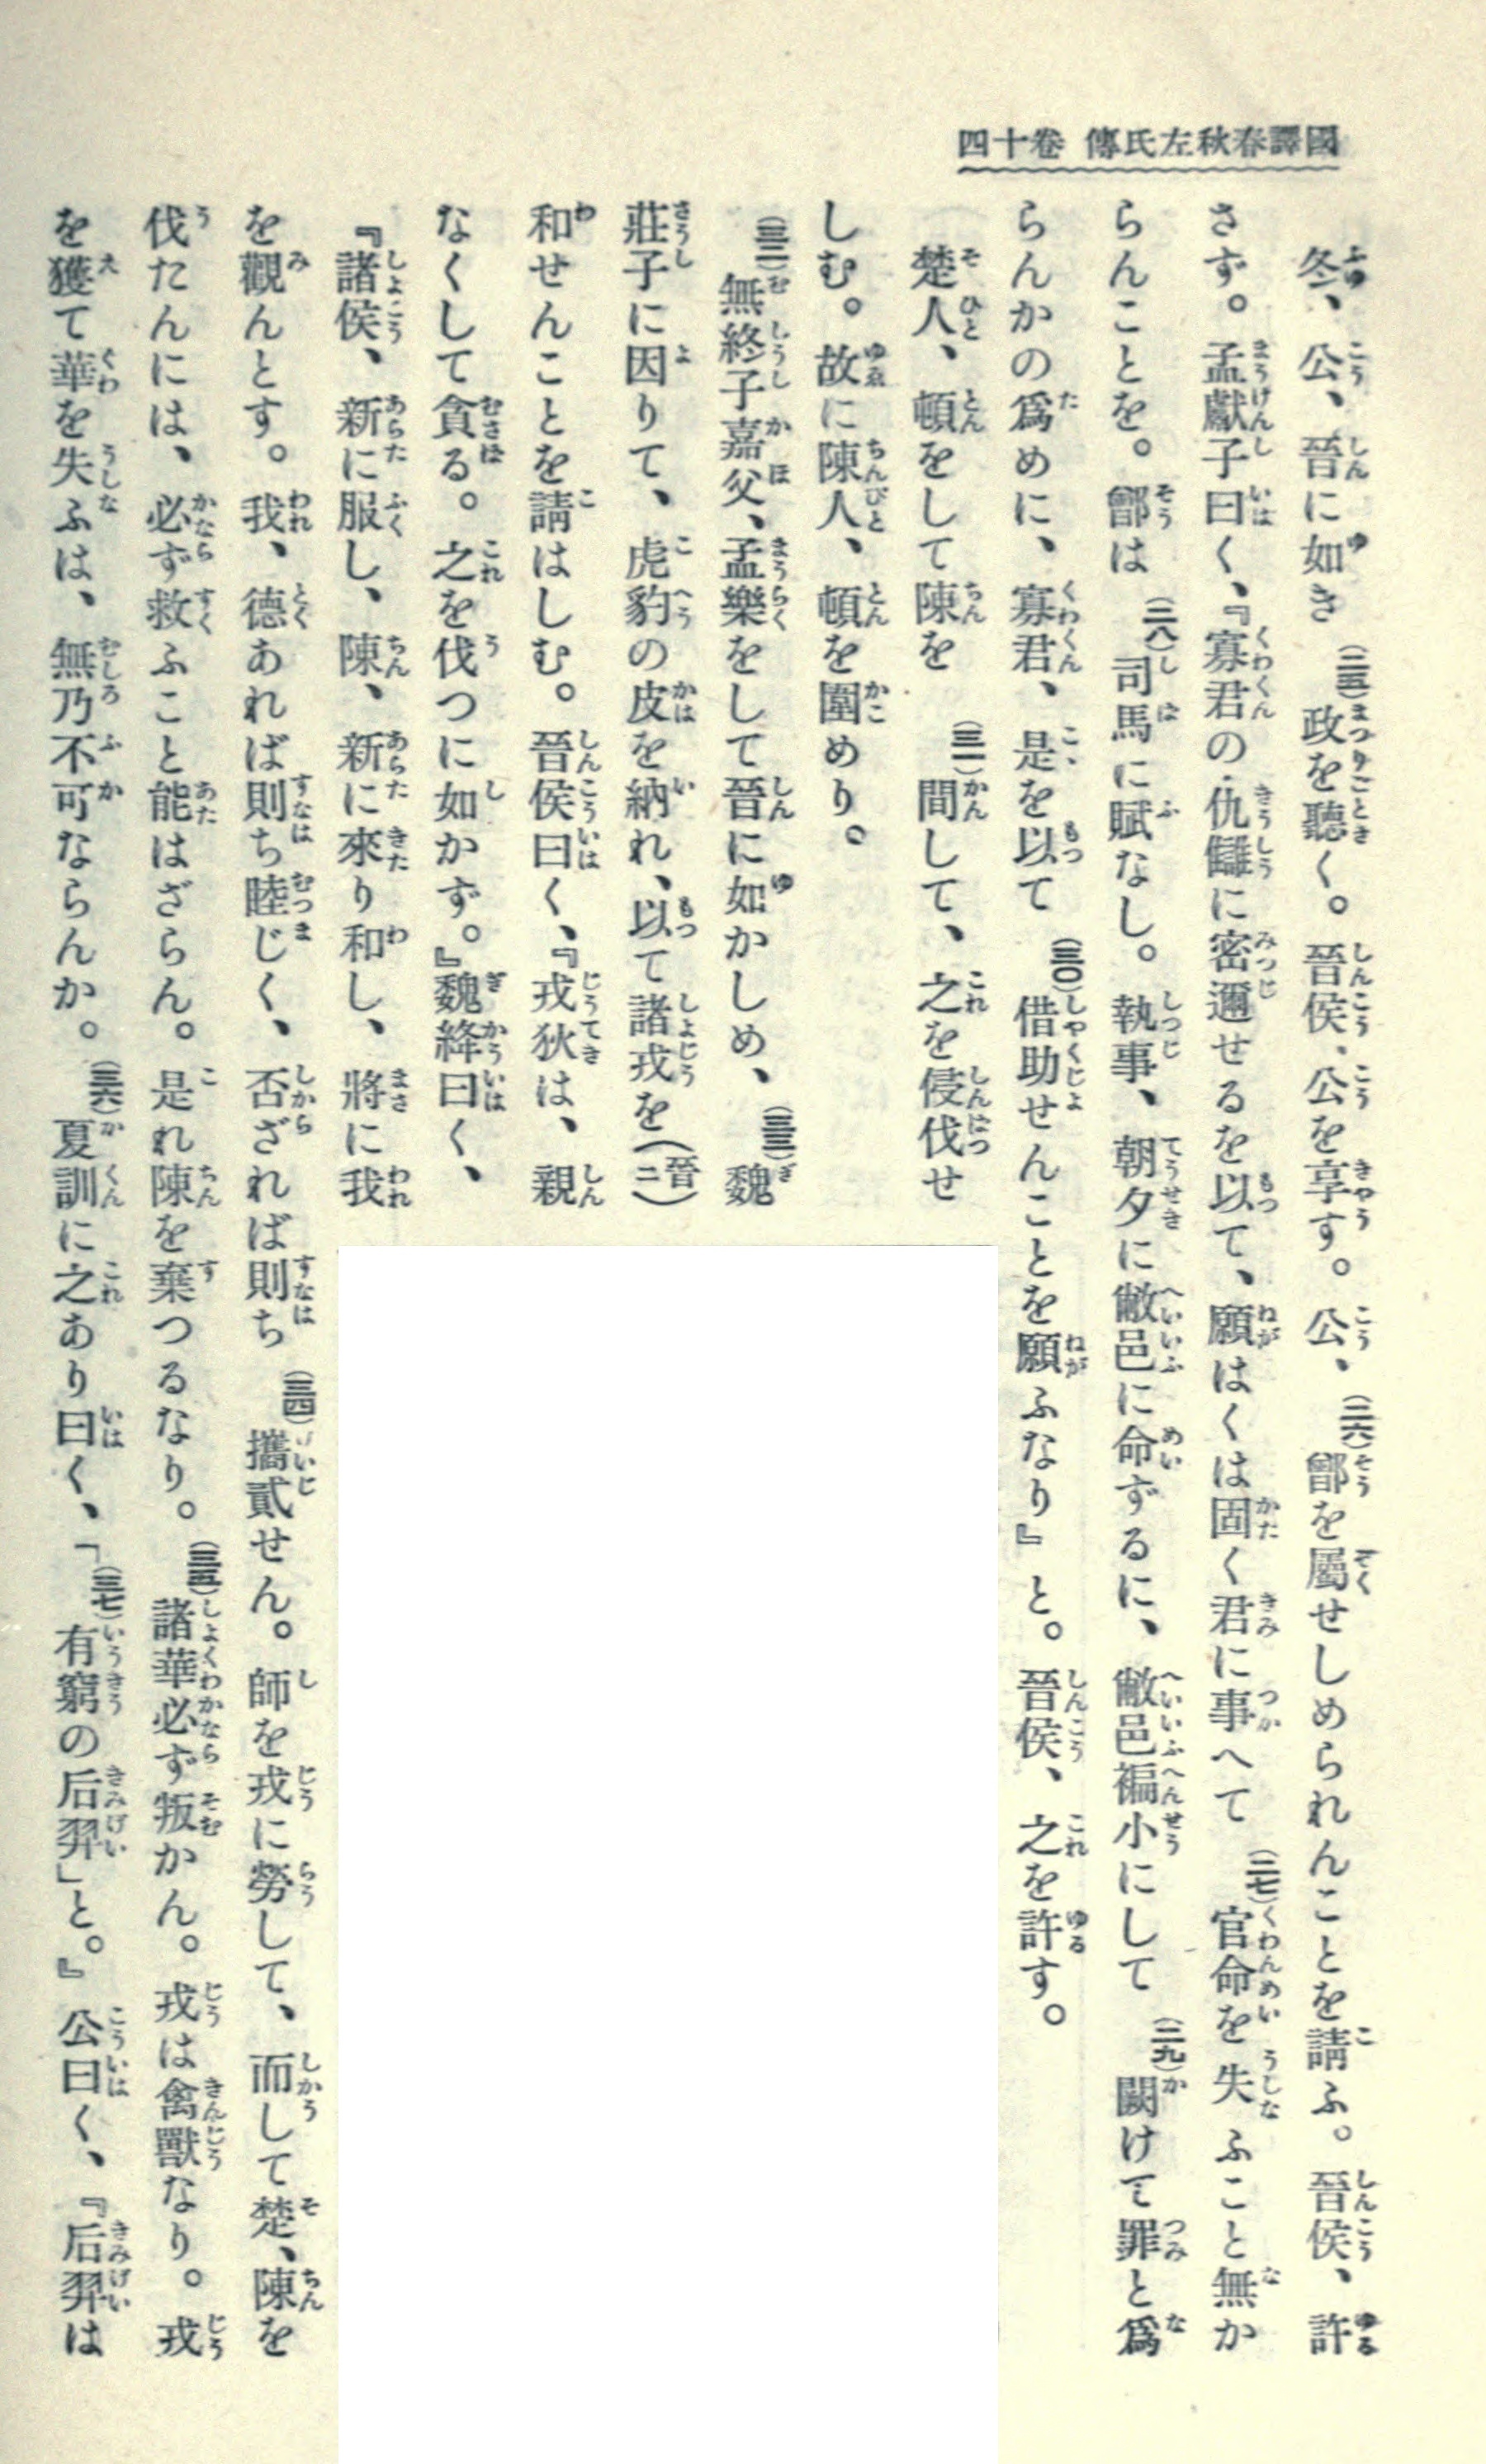 國譯春秋左氏傳 卷十四
冬、公、晉に如き(二五)政を聽く。晉侯、公を享す。公、(二六)鄫を屬せしめられんことを請ふ。晉侯、許
さず。孟獻子曰く、『寡君の仇讎に密邇せるを以て、願はくは固く君に事へて(二七)官命を失ふこと無か
らんことを。鄫は(二八)司馬に賦なし。執事、朝夕に敝邑に命ずるに、敝邑褊小にして(二九)闕けて罪と爲
らんかの爲めに、寡君、是を以て(三〇)借助せんことを願ふなり』と。晉侯、之を許す。
楚人、頓をして陳を(三一)間して、之を侵伐せ
しむ。故に陳人、頓を圍めり。
(三二)無終子嘉父、孟樂をして晉に如かしめ、(三三)魏
莊子に因りて、虎豹の皮を納れ、以て諸戎を(晉ニ)
和せんことを請はしむ。晉侯曰く、『戎狄は、親
なくして貪る。之を伐つに如かず。』魏絳曰く、
『諸侯、新に服し、陳、新に來り和し、將に我
を觀んとす。我、德あれば則ち睦じく、否ざれば則ち(三四)攜貳せん。師を戎に勞して、而して楚、陳を
伐たんには、必ず救ふこと能はざらん。是れ陳を棄つるなり。(三五)諸華必ず叛かん。戎は禽獸なり。戎
を獲て華を失ふは、無乃不可ならんか。(三六)夏訓に之あり曰く、「(三七)有窮の后羿」と。』公曰く、『后羿は